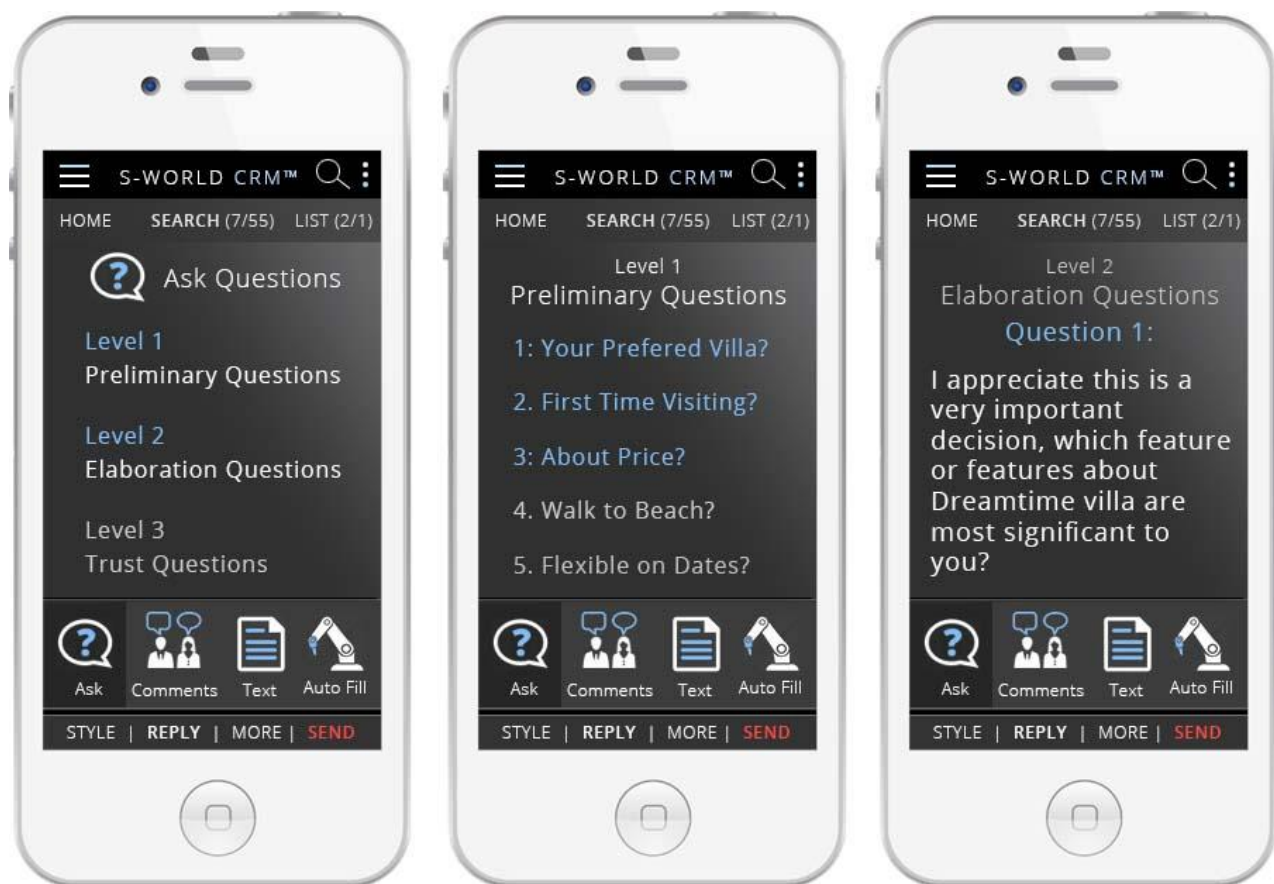 S-WORLD CRM™
HOME SEARCH (7/55) LIST (2/1)
? Ask Questions
Level 1
Preliminary Questions
Level 2
Elaboration Questions
Level 3
Trust Questions
?
Ask Comments Text Auto Fill
STYLE | REPLY | MORE | SEND
S-WORLD CRM™
HOME SEARCH (7/55) LIST (2/1)
Level 1
Preliminary Questions
1: Your Prefered Villa?
2. First Time Visiting?
3: About Price?
4. Walk to Beach?
5. Flexible on Dates?
?
Ask Comments Text Auto Fill
STYLE | REPLY | MORE | SEND
S-WORLD CRM™
HOME SEARCH (7/55) LIST (2/1)
Level 2
Elaboration Questions
Question 1:
I appreciate this is a
very important
decision, which feature
or features about
Dreamtime villa are
most significant to
you?
?
Ask Comments Text Auto Fill
STYLE | REPLY | MORE | SEND